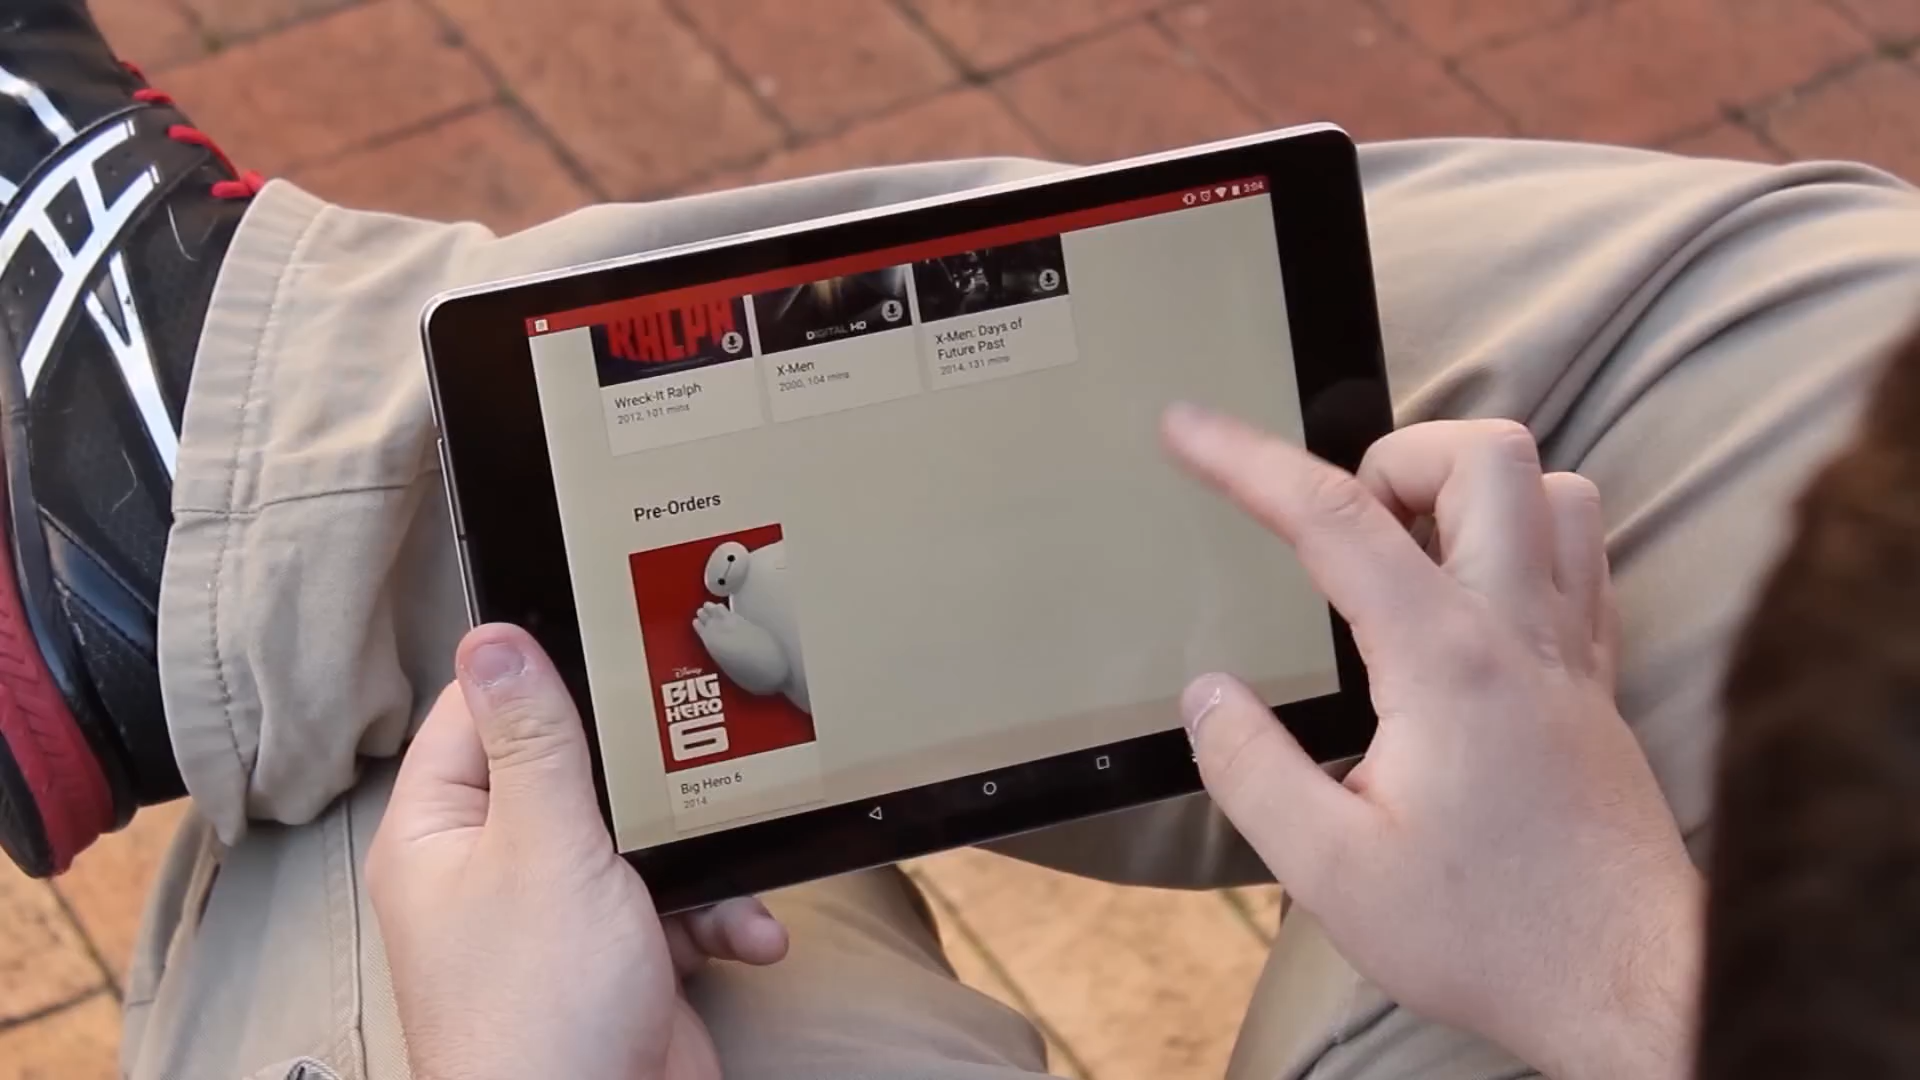 3:04
RALPH
DIGITAL HD
Wreck-It Ralph
2012, 101 mins
X-Men
2000, 104 mins
X-Men: Days of
Future Past
2014, 131 mins
Pre-Orders
Disney
BIG
HERO
6
Big Hero 6
2014